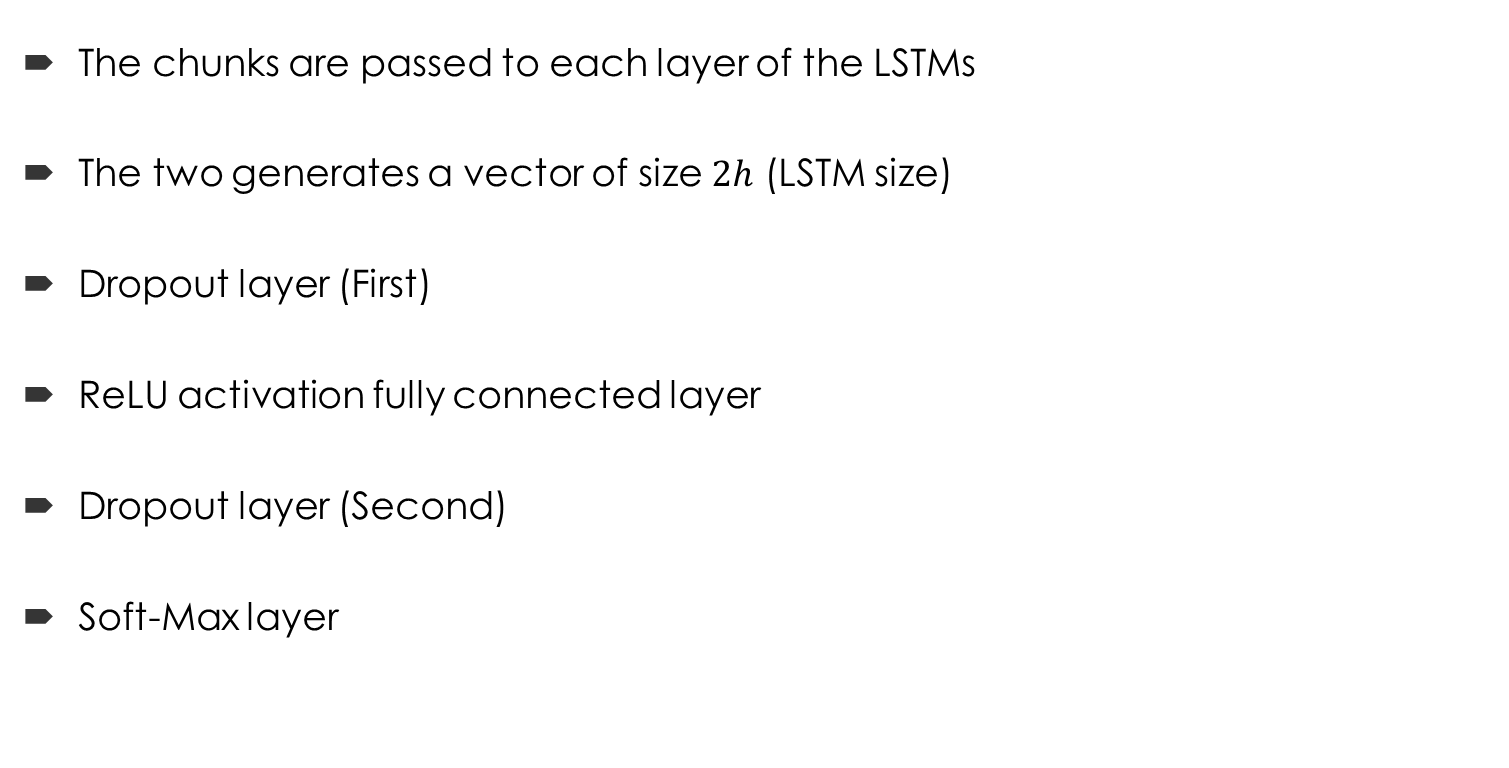 The chunks are passed to each layer of the LSTMs
The two generates a vector of size 2h (LSTM size)
Dropout layer (First)
ReLU activation fully connected layer
Dropout layer (Second)
Soft-Max layer